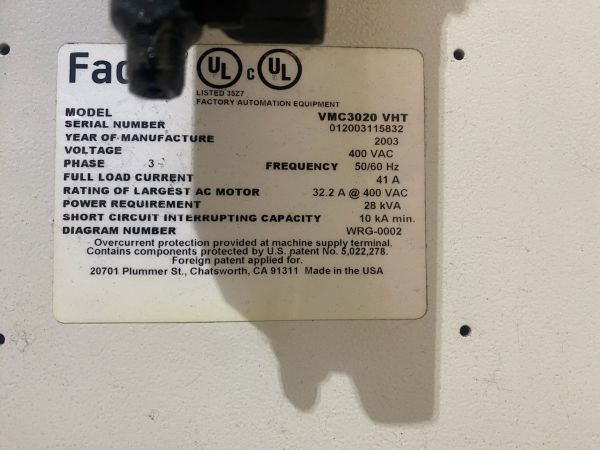 UL C UL
LISTED 35Z7
FACTORY AUTOMATION EQUIPMENT
MODEL VMC3020 VHT
SERIAL NUMBER 012003115832
YEAR OF MANUFACTURE 2003
VOLTAGE 400 VAC
PHASE 3 FREQUENCY 50/60 Hz
FULL LOAD CURRENT 41 A
RATING OF LARGEST AC MOTOR 32.2 A @ 400 VAC
POWER REQUIREMENT 28 kVA
SHORT CIRCUIT INTERRUPTING CAPACITY 10 kA min.
DIAGRAM NUMBER WRG-0002
Overcurrent protection provided at machine supply terminal.
Contains components protected by U.S. patent No. 5,022,278.
Foreign patent applied for.
20701 Plummer St., Chatsworth, CA 91311 Made in the USA